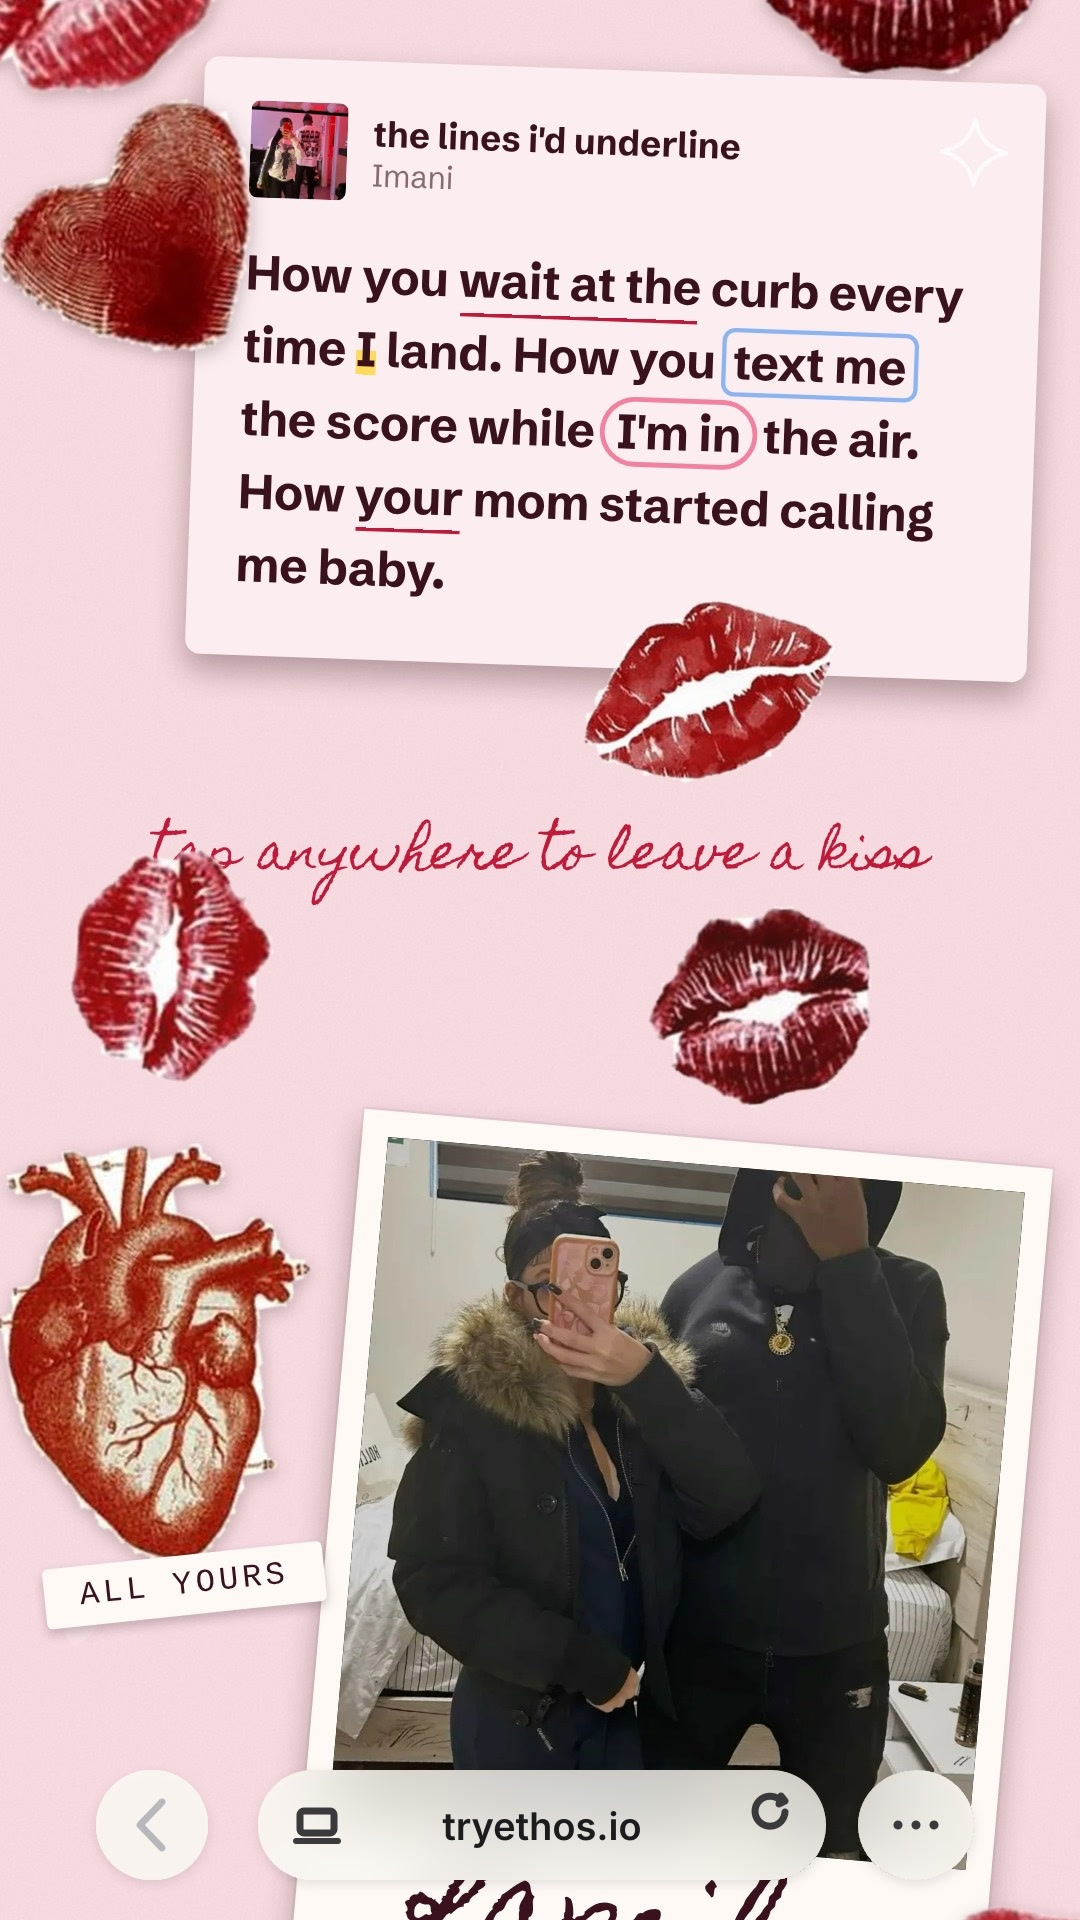 the lines i'd underline
Imani
How you wait at the curb every
time I land. How you text me
the score while I'm in the air.
How your mom started calling
me baby.
tap anywhere to leave a kiss
ALL YOURS
tryethos.io